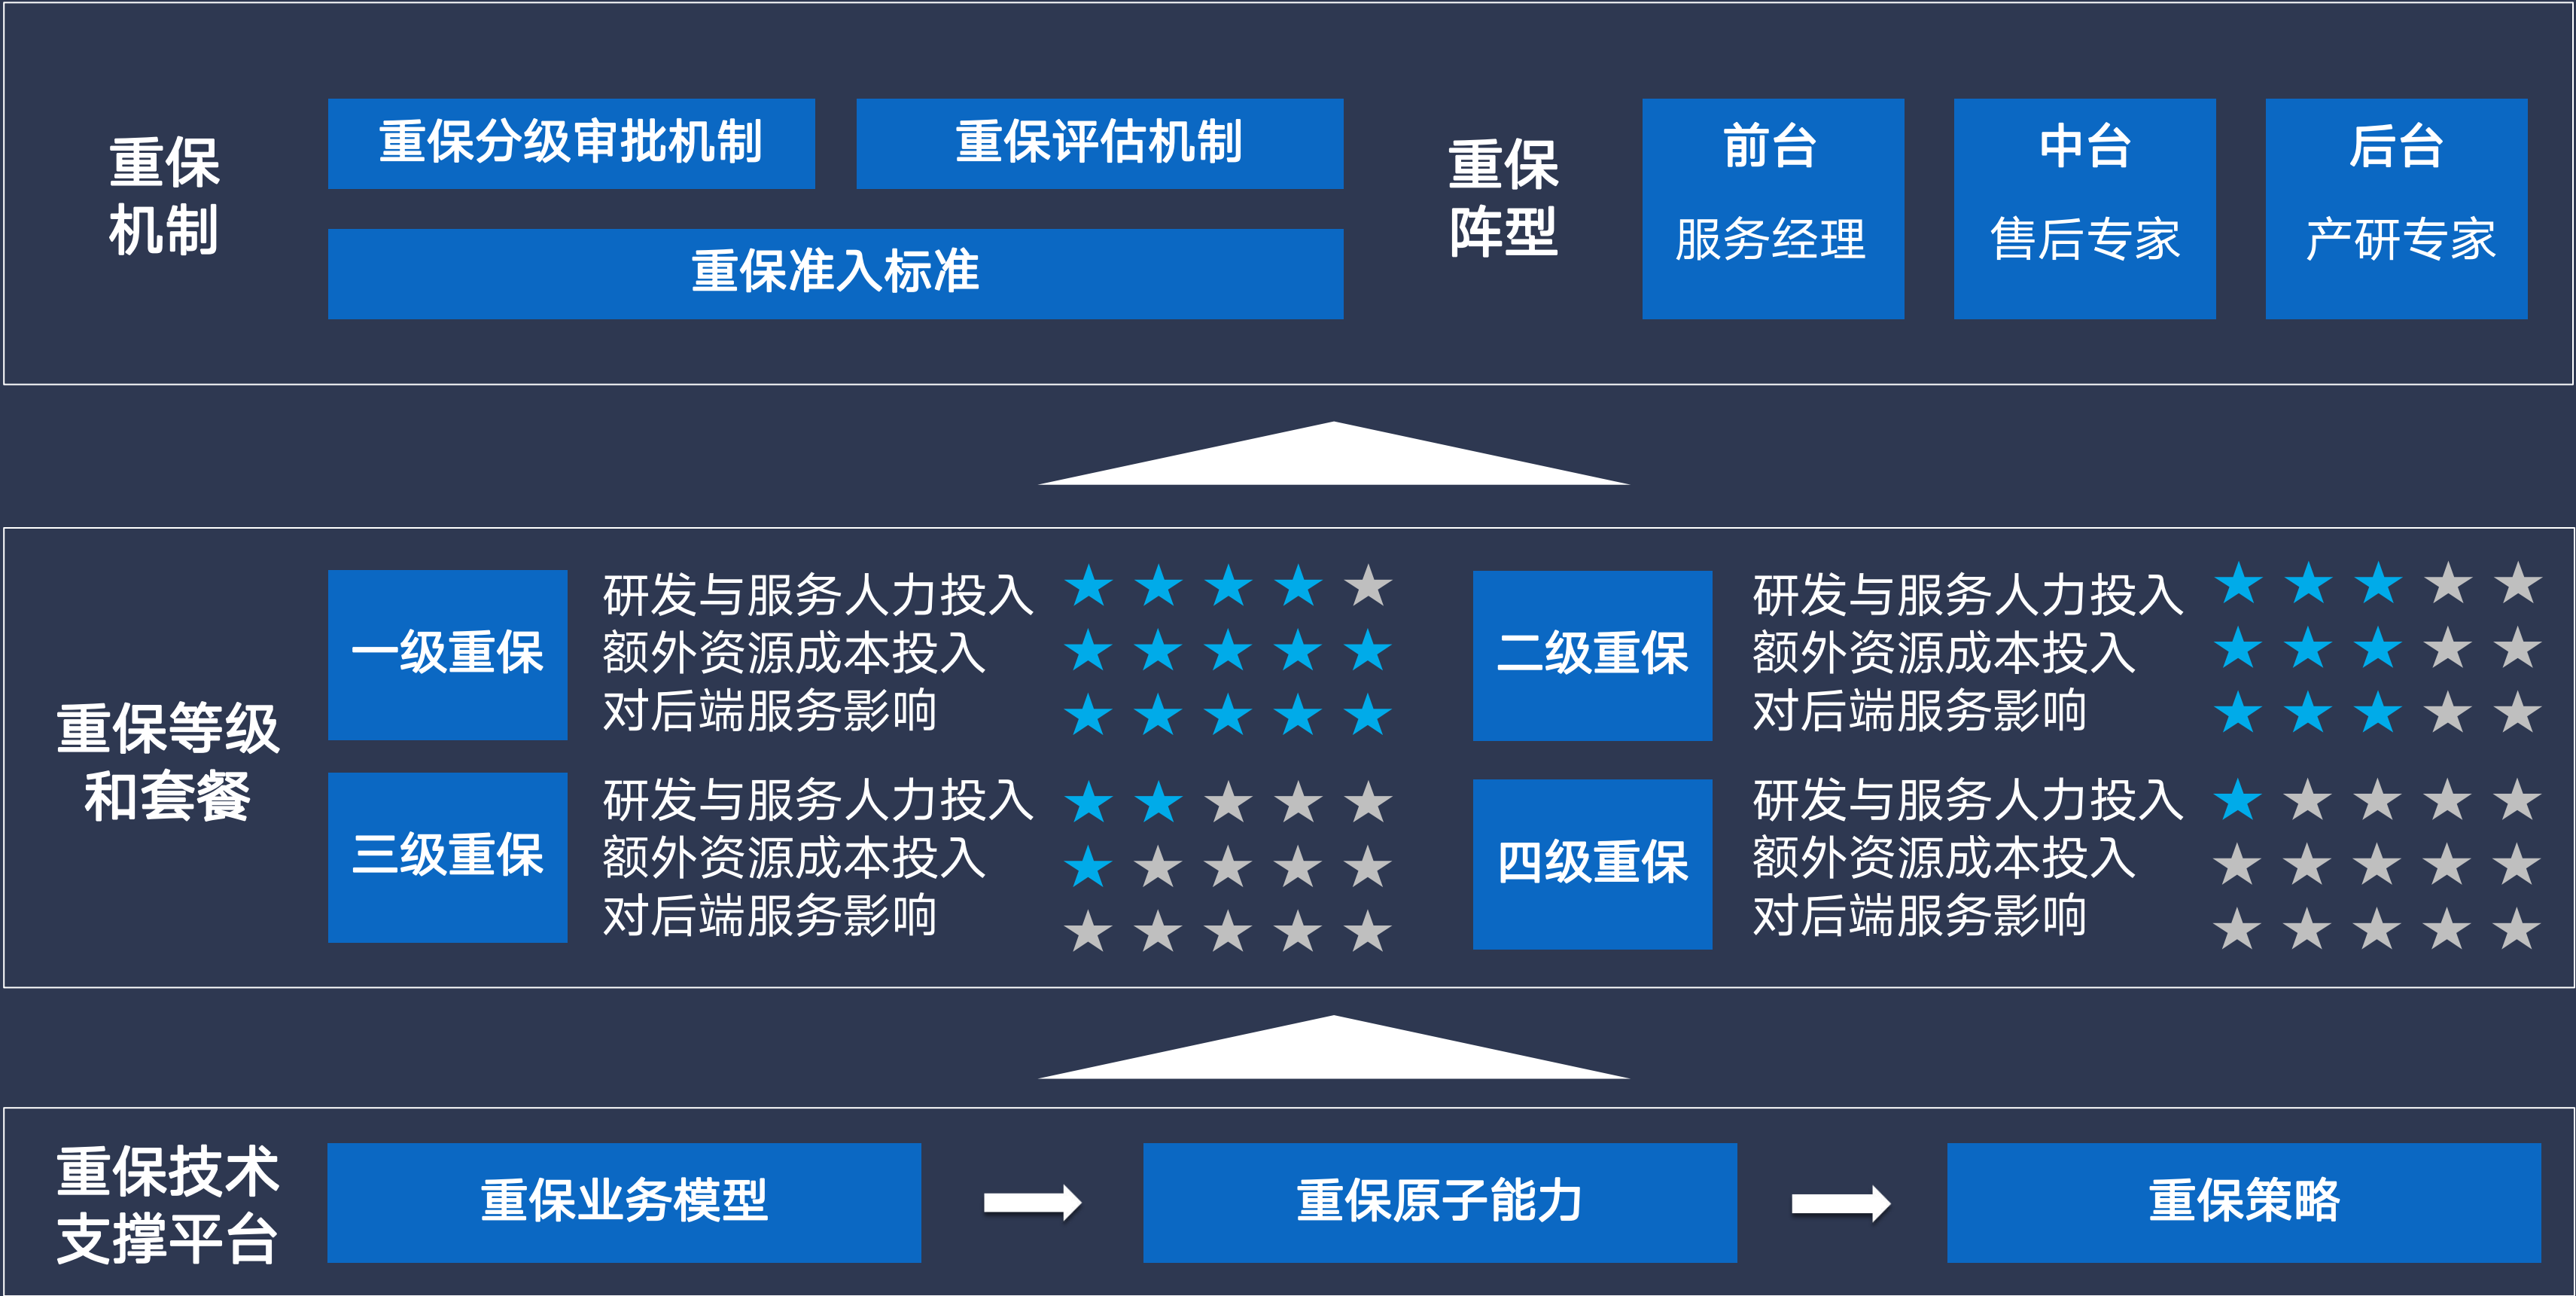 重保
机制
重保分级审批机制
重保评估机制
重保准入标准
重保
阵型
前台
服务经理
中台
售后专家
后台
产研专家
重保等级
和套餐
一级重保
研发与服务人力投入
额外资源成本投入
对后端服务影响
二级重保
研发与服务人力投入
额外资源成本投入
对后端服务影响
三级重保
研发与服务人力投入
额外资源成本投入
对后端服务影响
四级重保
研发与服务人力投入
额外资源成本投入
对后端服务影响
重保技术
支撑平台
重保业务模型
重保原子能力
重保策略